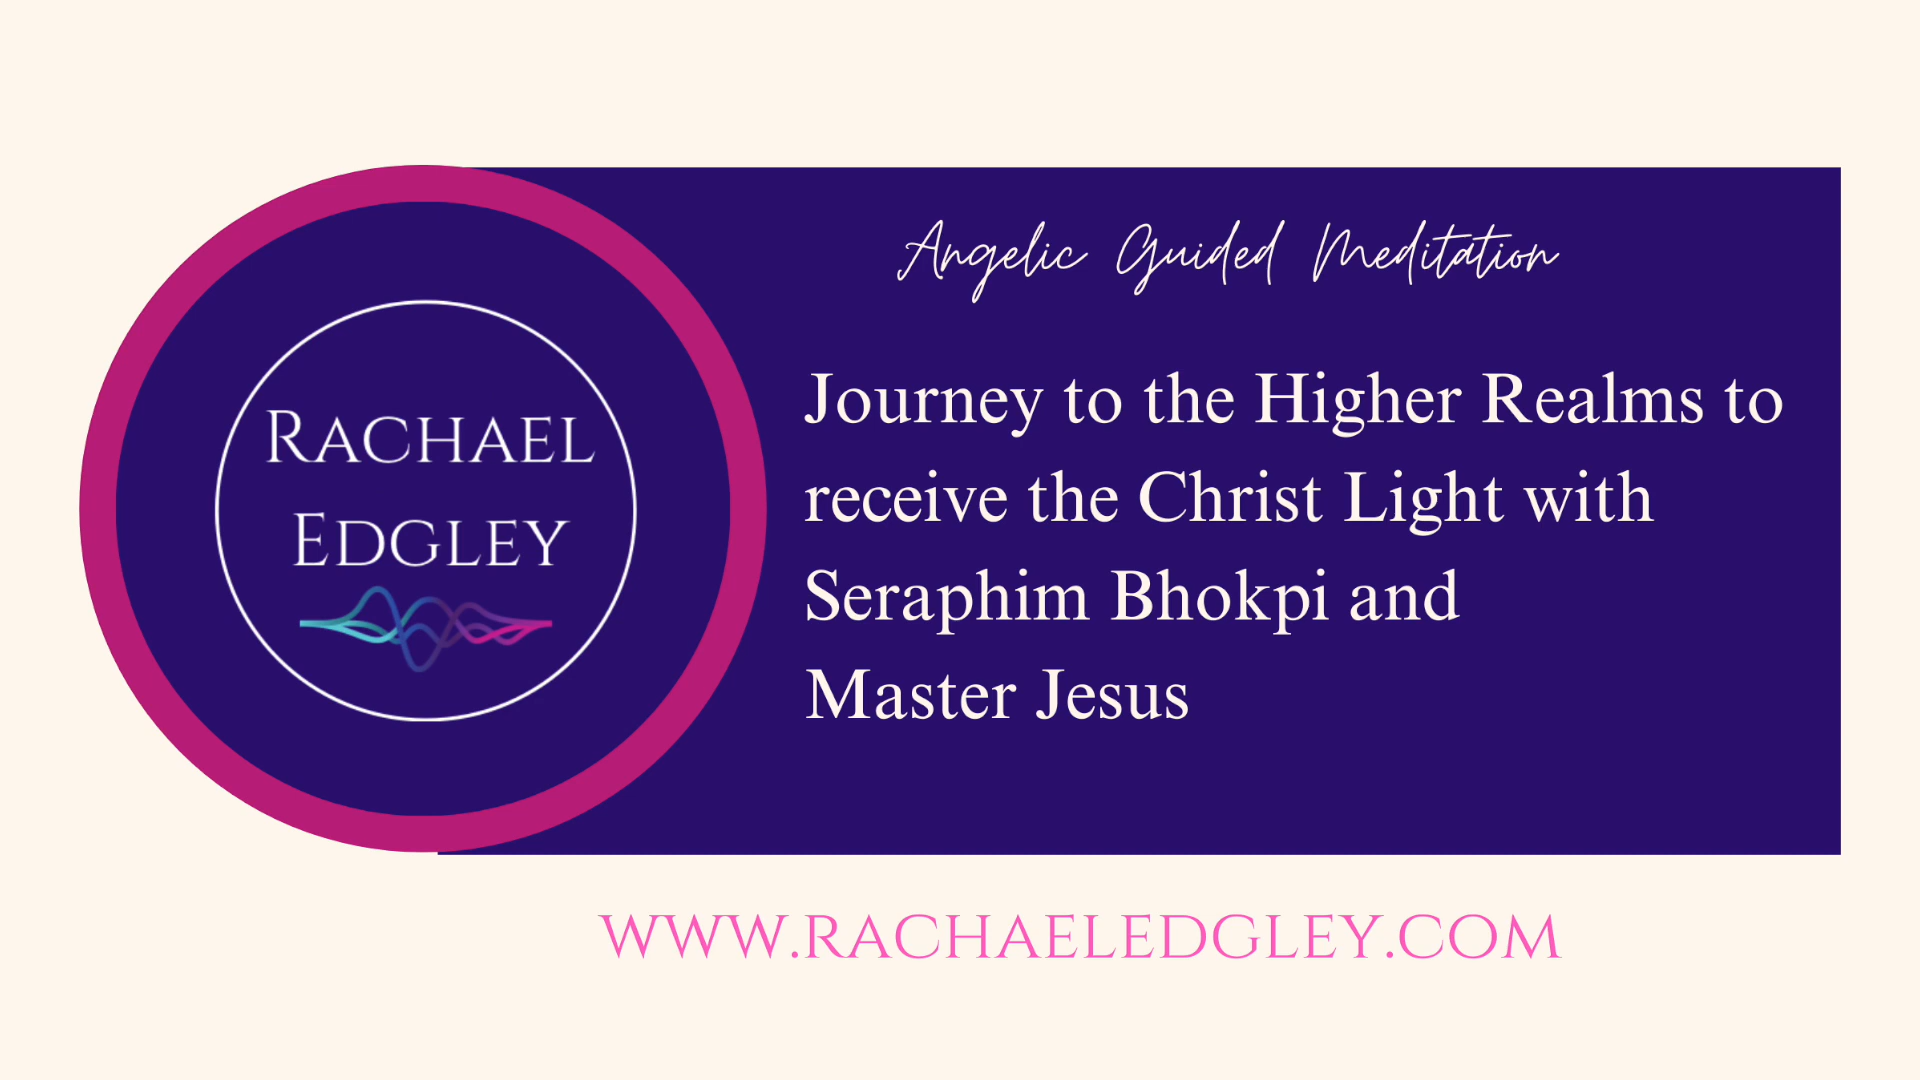 Rachael
Edgley
Angelic Guided Meditation
Journey to the Higher Realms to
receive the Christ Light with
Seraphim Bhokpi and
Master Jesus
www.rachaeledgley.com